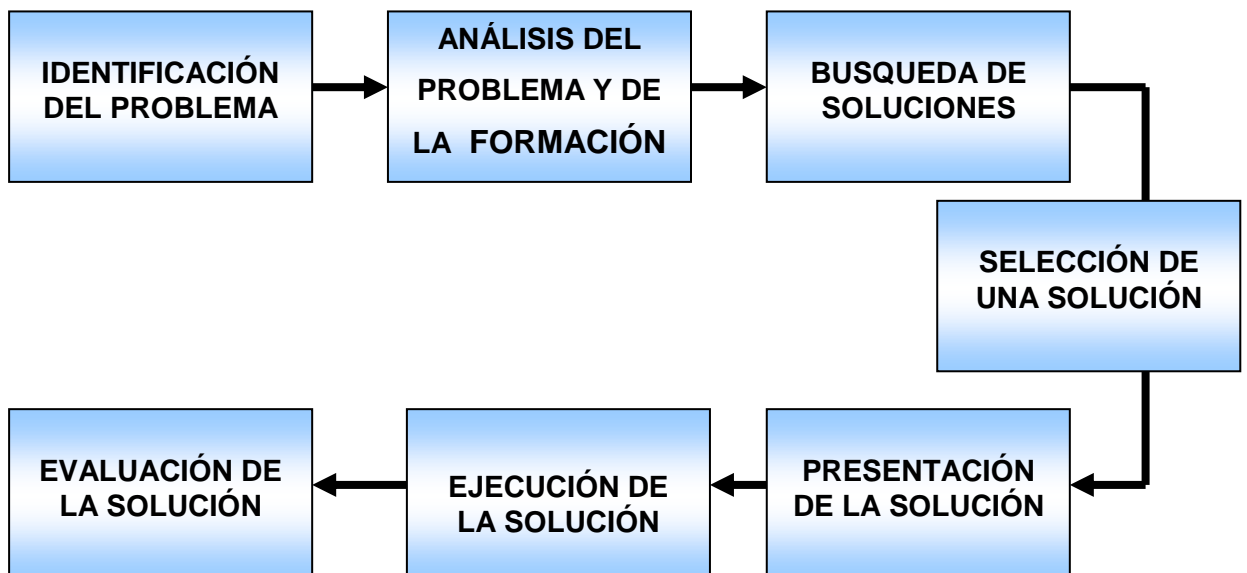 IDENTIFICACIÓN
DEL PROBLEMA
ANÁLISIS DEL
PROBLEMA Y DE
LA FORMACIÓN
BUSQUEDA DE
SOLUCIONES
SELECCIÓN DE
UNA SOLUCIÓN
PRESENTACIÓN
DE LA SOLUCIÓN
EJECUCIÓN DE
LA SOLUCIÓN
EVALUACIÓN DE
LA SOLUCIÓN